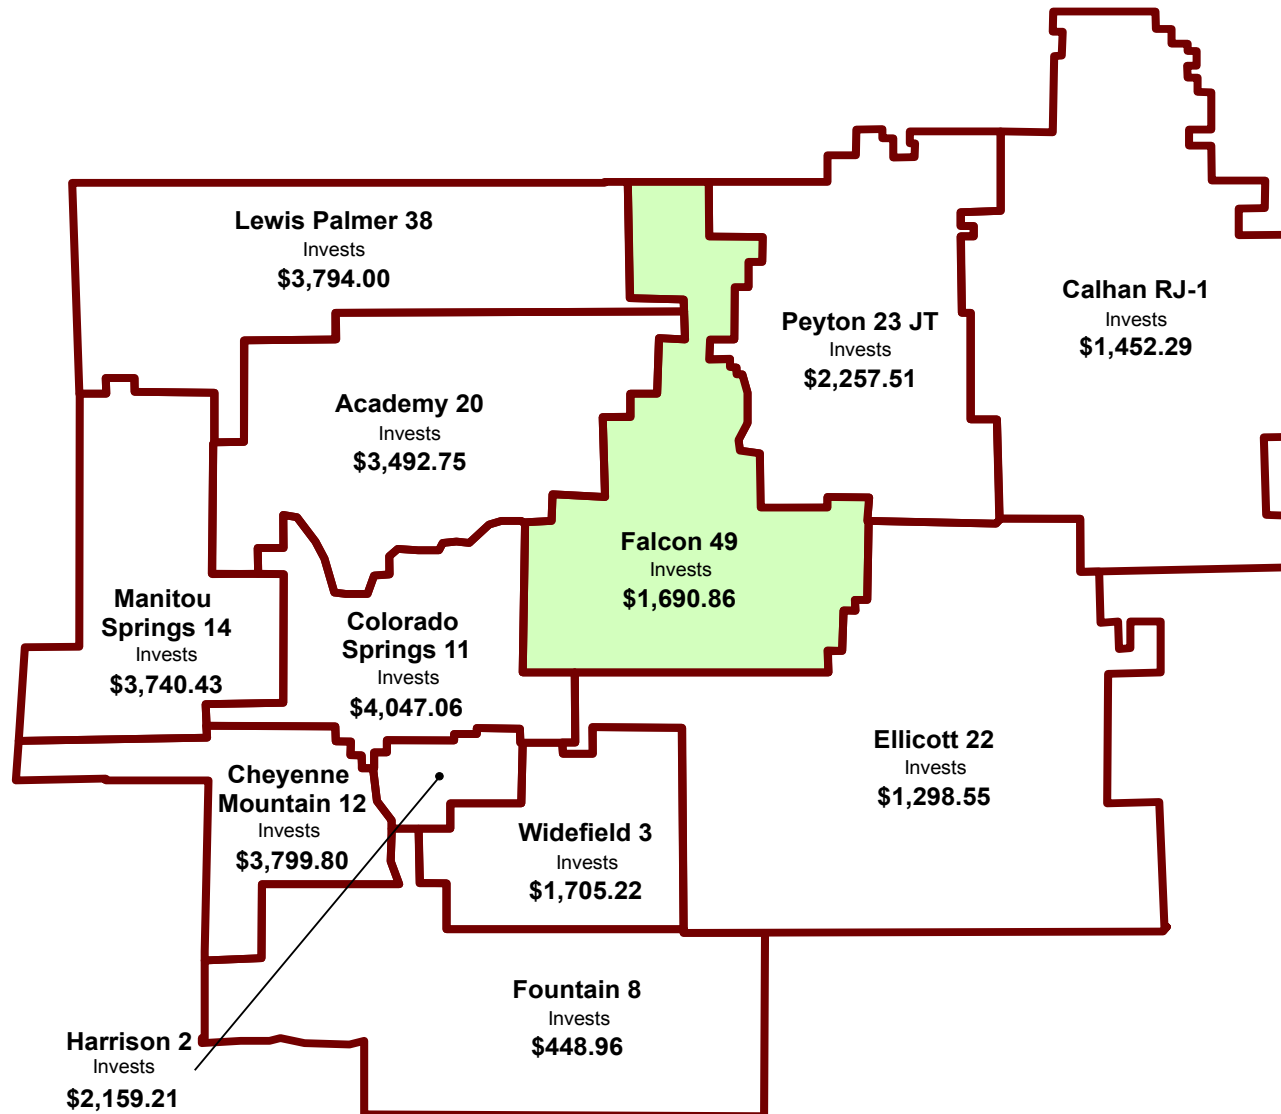 Lewis Palmer 38
Invests
$3,794.00
Calhan RJ-1
Invests
$1,452.29
Peyton 23 JT
Invests
$2,257.51
Academy 20
Invests
$3,492.75
Falcon 49
Invests
$1,690.86
Manitou
Springs 14
Invests
$3,740.43
Colorado
Springs 11
Invests
$4,047.06
Ellicott 22
Invests
$1,298.55
Cheyenne
Mountain 12
Invests
$3,799.80
Widefield 3
Invests
$1,705.22
Fountain 8
Invests
$448.96
Harrison 2
Invests
$2,159.21